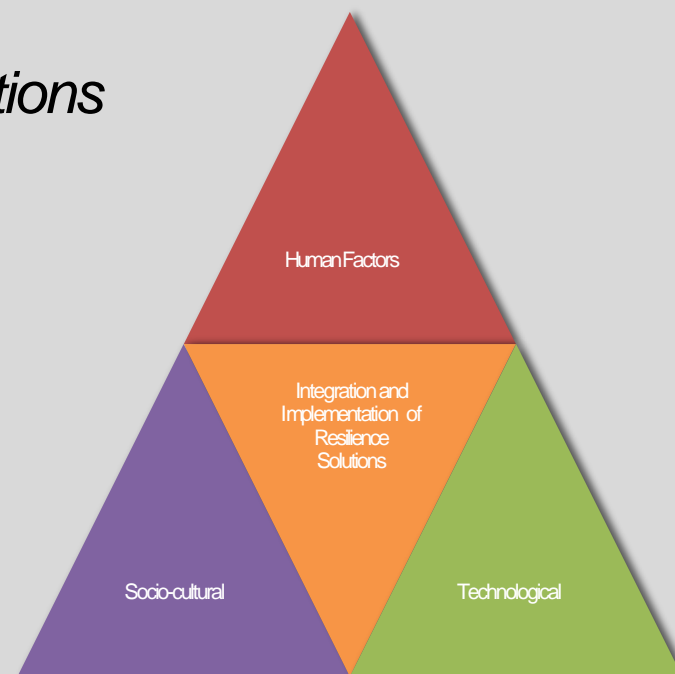 tions
Human Factors
Integration and
Implementation of
Resilience
Solutions
Socio-cultural
Technological